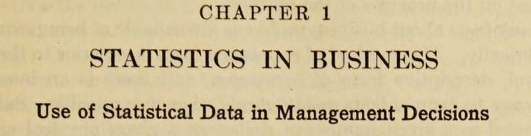 CHAPTER 1
STATISTICS IN BUSINESS
Use of Statistical Data in Management Decisions